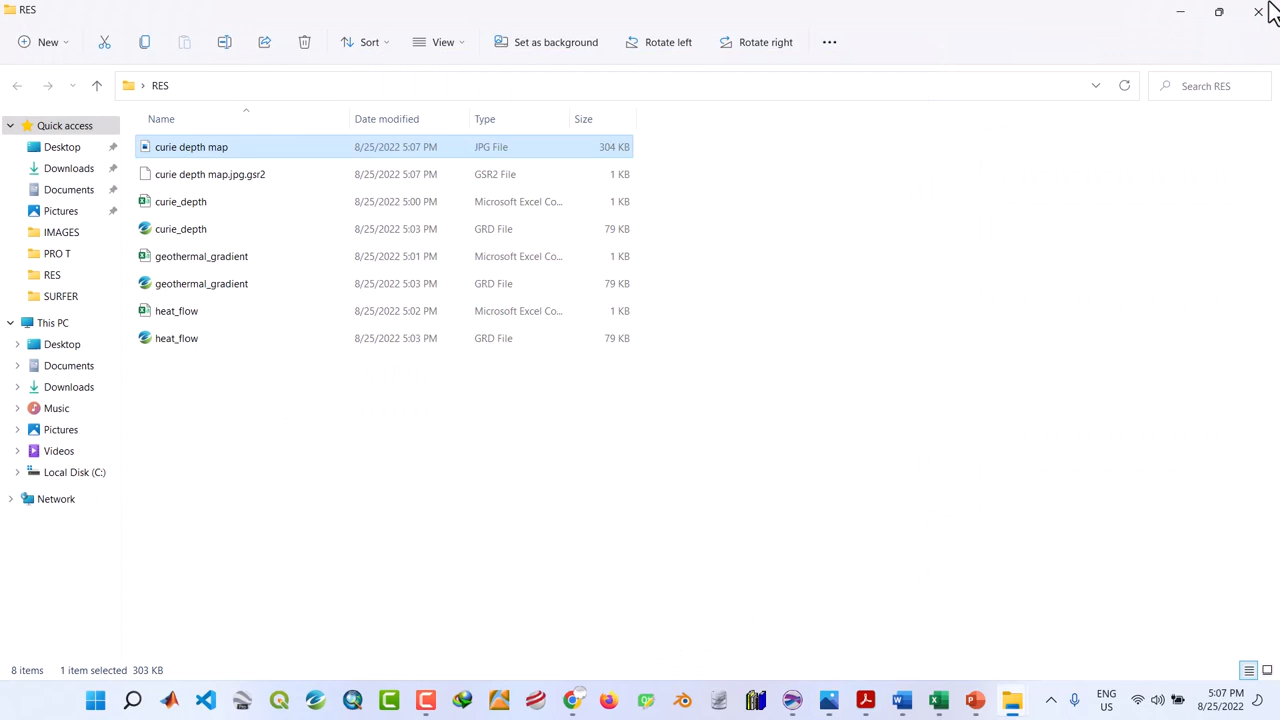 RES
New
Sort
View
Set as background
Rotate left
Rotate right
RES
Search RES
Name Date modified Type Size
Quick access
Desktop
Downloads
Documents
Pictures
IMAGES
PRO T
RES
SURFER
This PC
Desktop
Documents
Downloads
Music
Pictures
Videos
Local Disk (C:)
Network
curie depth map 8/25/2022 5:07 PM JPG File 304 KB
curie depth map.jpg.gsr2 8/25/2022 5:07 PM GSR2 File 1 KB
curie_depth 8/25/2022 5:00 PM Microsoft Excel Co... 1 KB
curie_depth 8/25/2022 5:03 PM GRD File 79 KB
geothermal_gradient 8/25/2022 5:01 PM Microsoft Excel Co... 1 KB
geothermal_gradient 8/25/2022 5:03 PM GRD File 79 KB
heat_flow 8/25/2022 5:02 PM Microsoft Excel Co... 1 KB
heat_flow 8/25/2022 5:03 PM GRD File 79 KB
8 items 1 item selected 303 KB
ENG
US
5:07 PM
8/25/2022